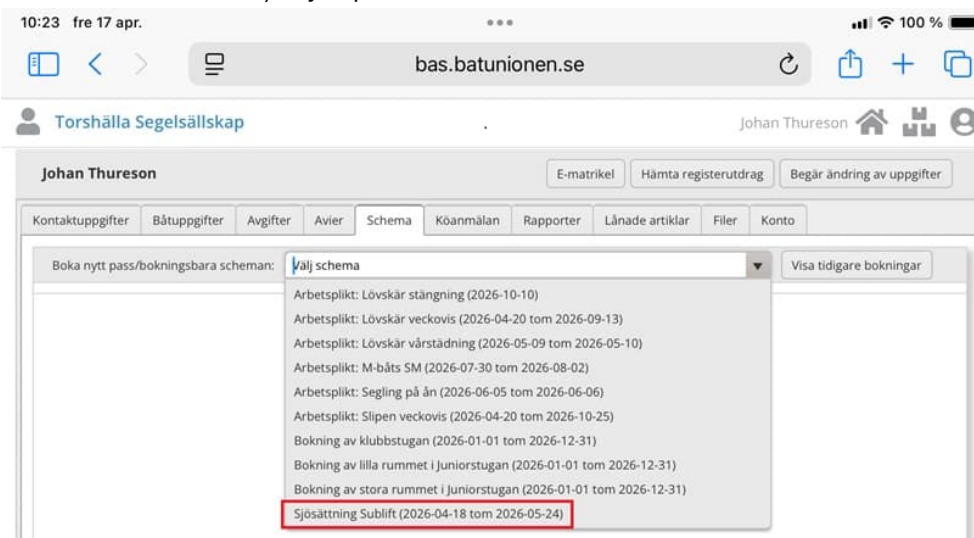 10:23 fre 17 apr. 100 %
bas.batunionen.se
Torshälla Segelsällskap Johan Thureson
Johan Thureson E-matrikel Hämta registerutdrag Begär ändring av uppgifter
Kontaktuppgifter Båtuppgifter Avgifter Avier Schema Köanmälan Rapporter Lånade artiklar Filer Konto
Boka nytt pass/bokningsbara scheman: Välj schema Visa tidigare bokningar
Arbetsplikt: Lövskär stängning (2026-10-10)
Arbetsplikt: Lövskär veckovis (2026-04-20 tom 2026-09-13)
Arbetsplikt: Lövskär vårstädning (2026-05-09 tom 2026-05-10)
Arbetsplikt: M-båts SM (2026-07-30 tom 2026-08-02)
Arbetsplikt: Segling på ån (2026-06-05 tom 2026-06-06)
Arbetsplikt: Slipen veckovis (2026-04-20 tom 2026-10-25)
Bokning av klubbstugan (2026-01-01 tom 2026-12-31)
Bokning av lilla rummet i Juniorstugan (2026-01-01 tom 2026-12-31)
Bokning av stora rummet i Juniorstugan (2026-01-01 tom 2026-12-31)
Sjösättning Sublift (2026-04-18 tom 2026-05-24)